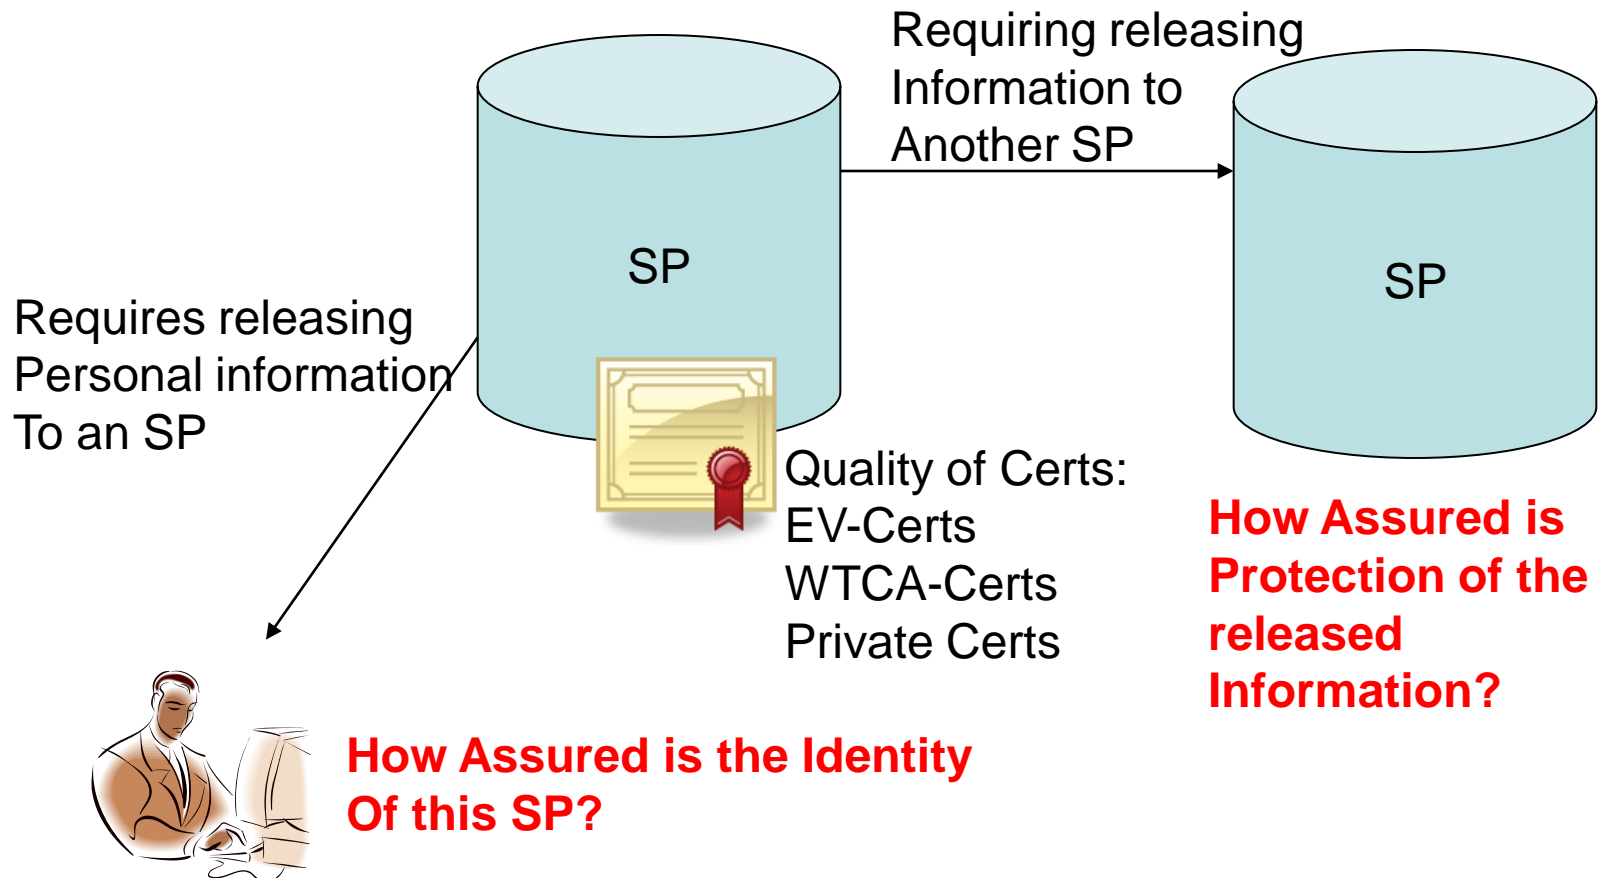 Requiring releasing
Information to
Another SP
SP
SP
Requires releasing
Personal information
To an SP
Quality of Certs:
EV-Certs
WTCA-Certs
Private Certs
How Assured is
Protection of the
released
Information?
How Assured is the Identity
Of this SP?